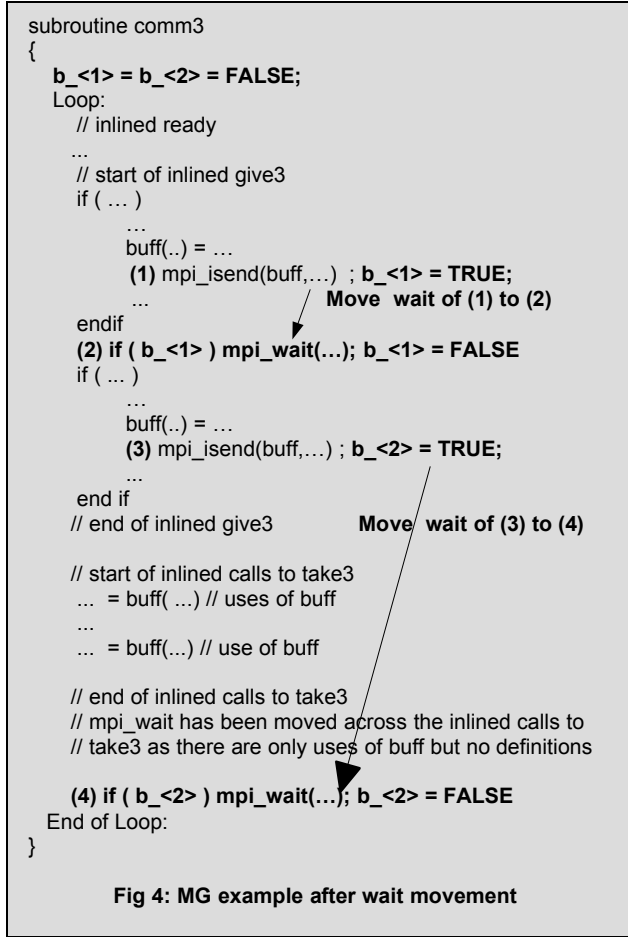 subroutine comm3
{
b_<1> = b_<2> = FALSE;
Loop:
// inlined ready
...
// start of inlined give3
if ( … )
…
buff(..) = …
(1) mpi_isend(buff,…) ; b_<1> = TRUE;
... Move wait of (1) to (2)
endif
(2) if ( b_<1> ) mpi_wait(…); b_<1> = FALSE
if ( ... )
…
buff(..) = …
(3) mpi_isend(buff,…) ; b_<2> = TRUE;
...
end if
// end of inlined give3 Move wait of (3) to (4)
// start of inlined calls to take3
... = buff( ...) // uses of buff
...
... = buff(...) // use of buff
// end of inlined calls to take3
// mpi_wait has been moved across the inlined calls to
// take3 as there are only uses of buff but no definitions
(4) if ( b_<2> ) mpi_wait(…); b_<2> = FALSE
End of Loop:
}
Fig 4: MG example after wait movement